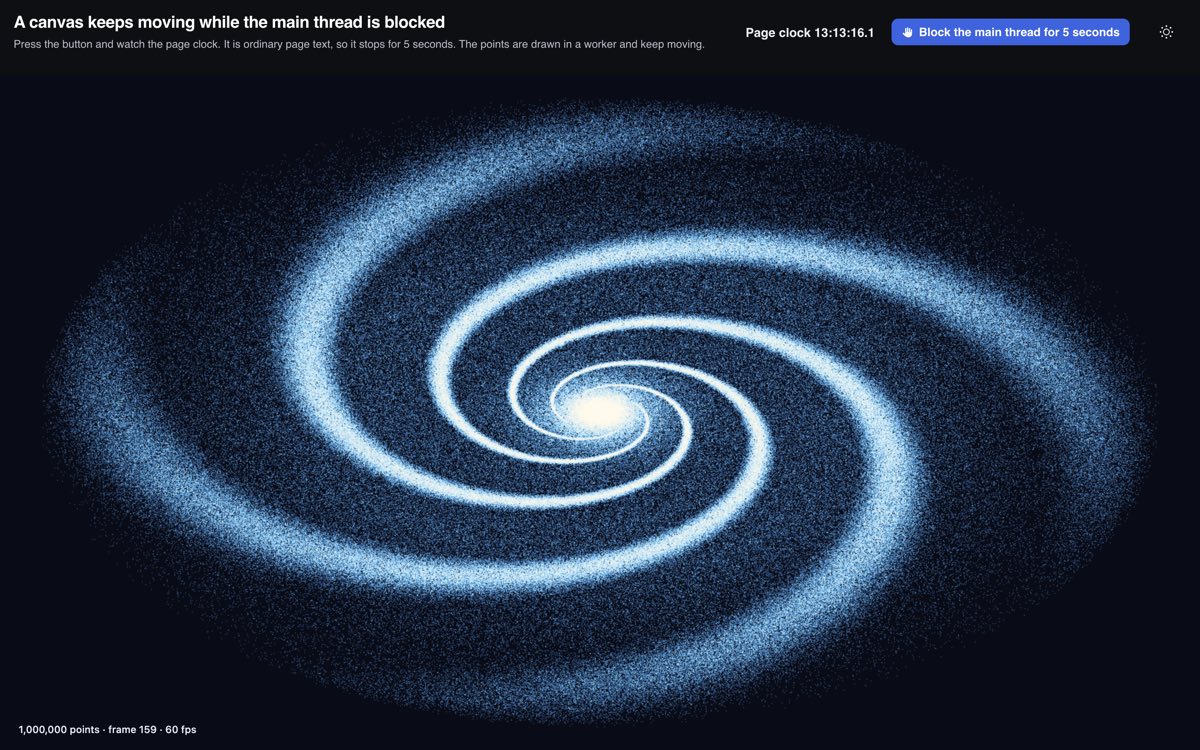 A canvas keeps moving while the main thread is blocked
Press the button and watch the page clock. It is ordinary page text, so it stops for 5 seconds. The points are drawn in a worker and keep moving.
Page clock 13:13:16.1
Block the main thread for 5 seconds
1,000,000 points · frame 159 · 60 fps